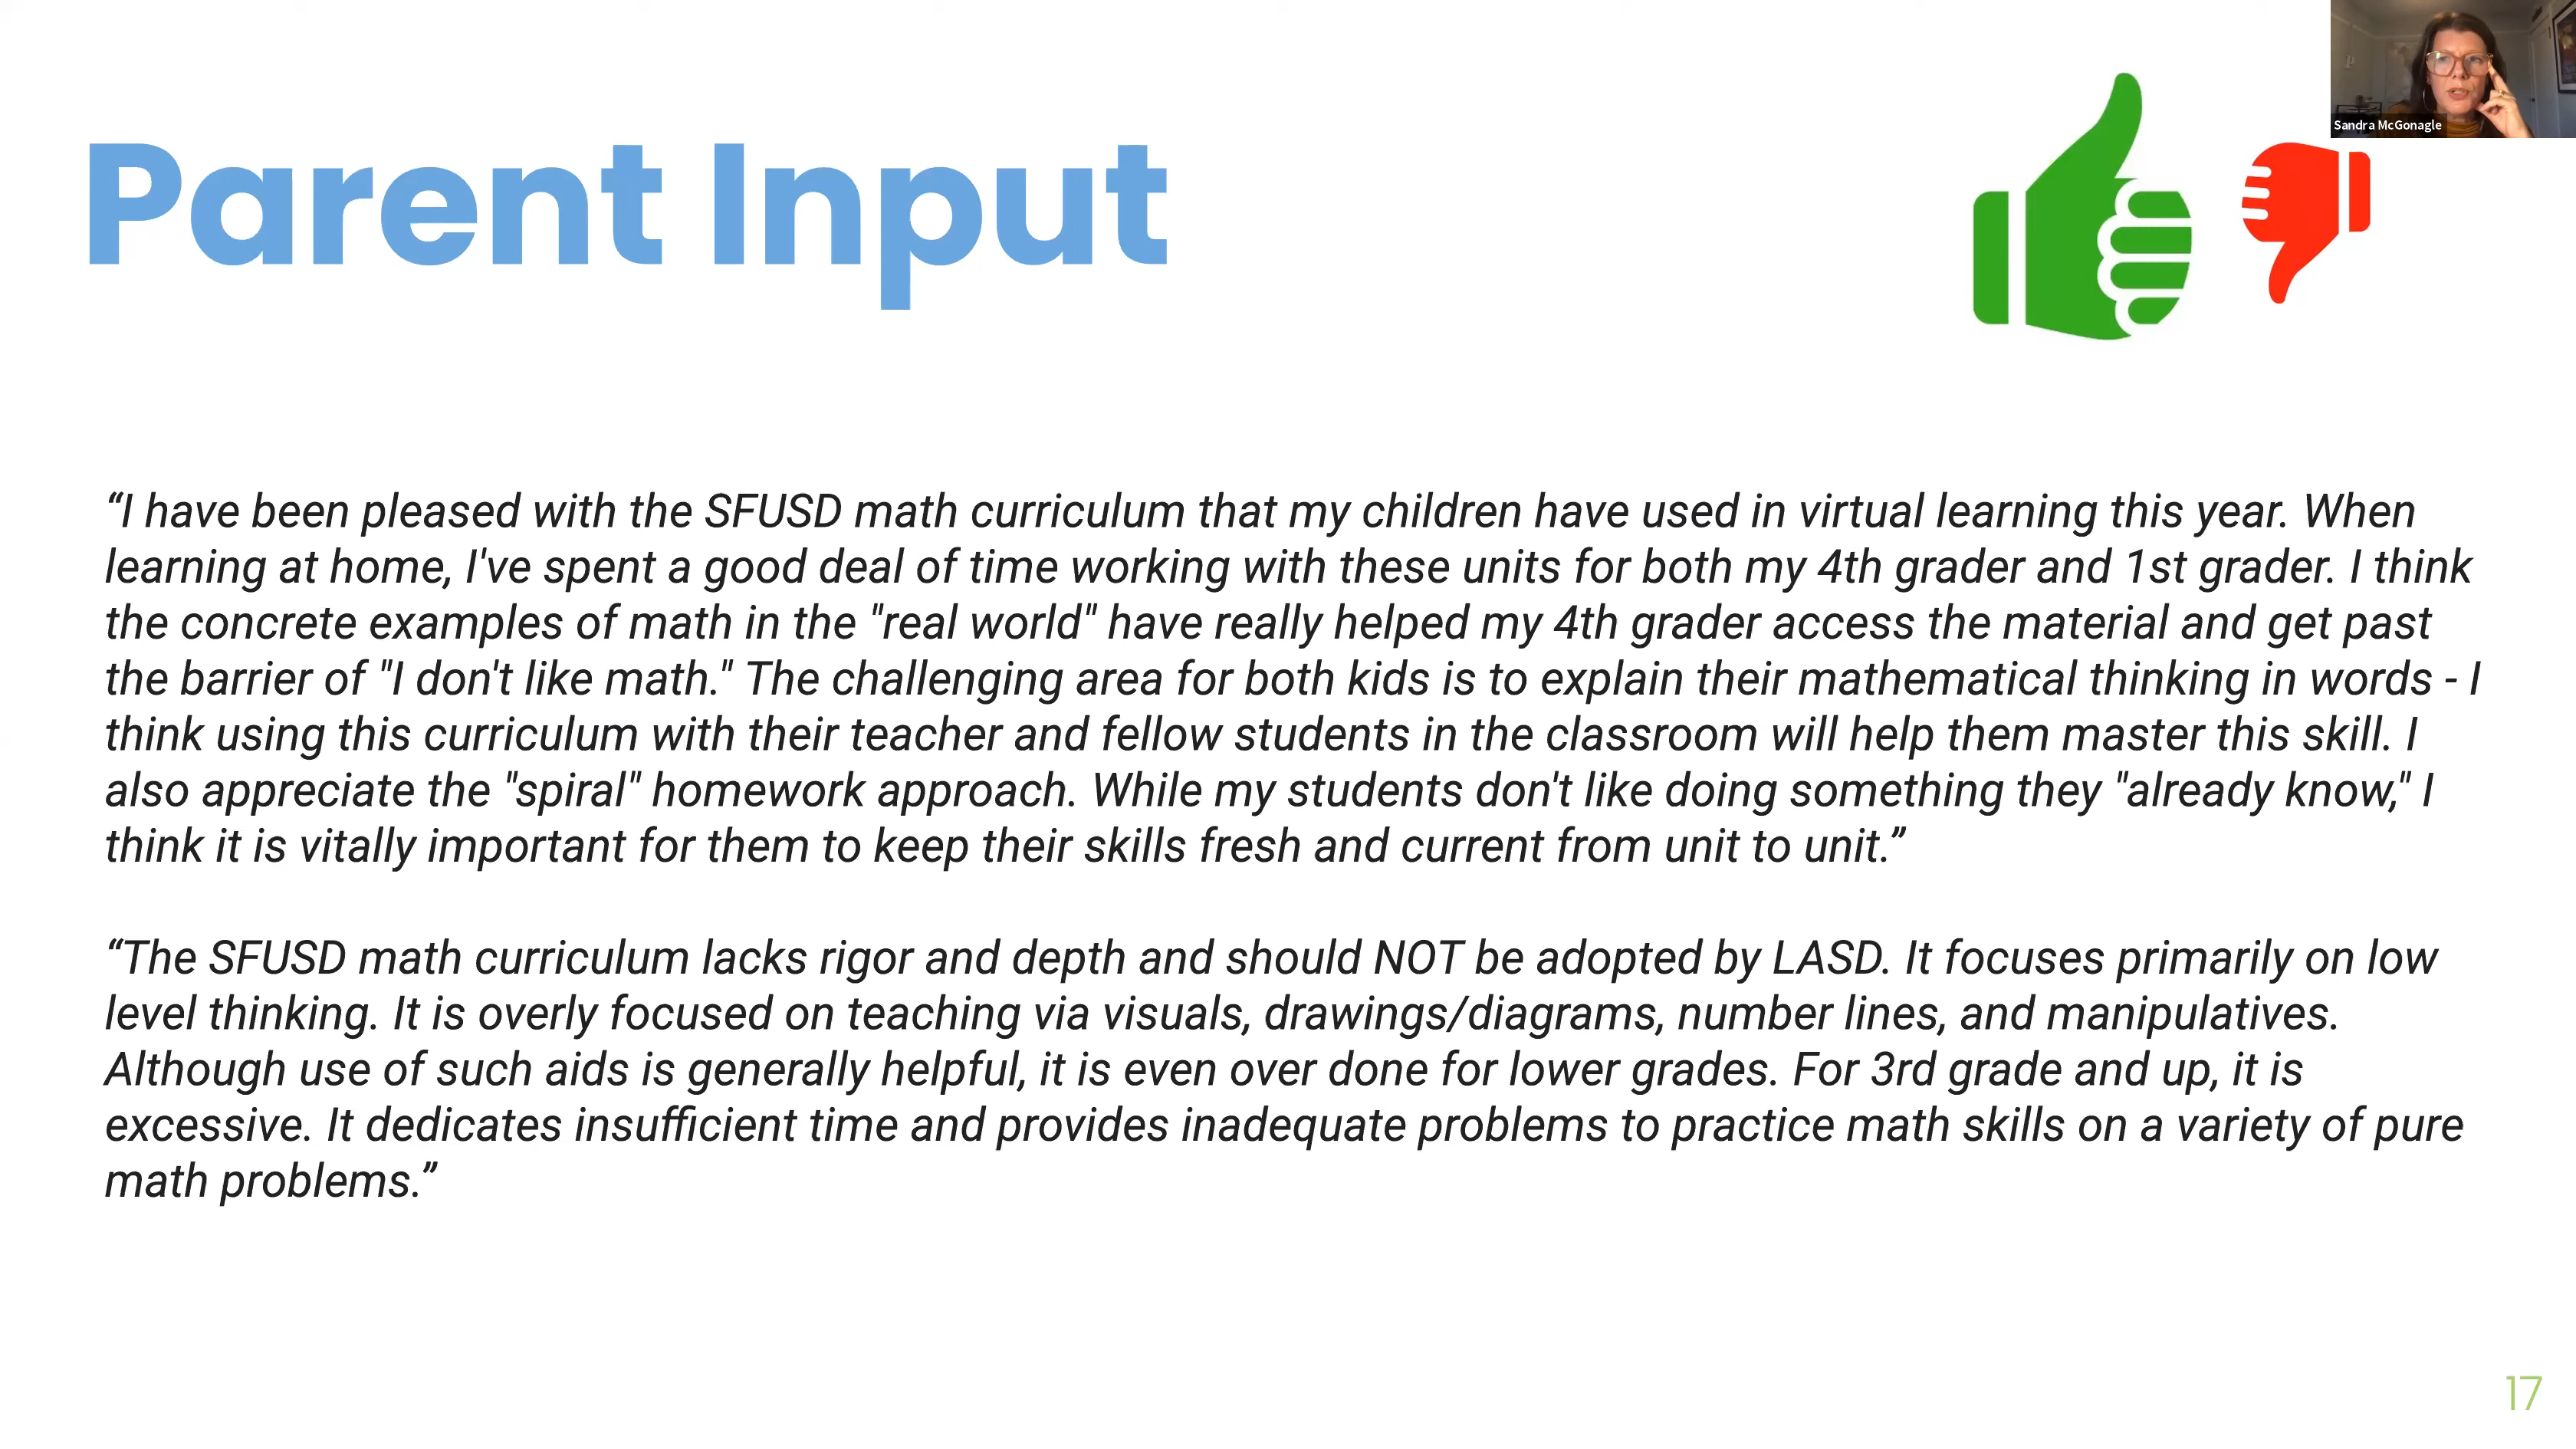 Sandra McGonagle
Parent Input
“I have been pleased with the SFUSD math curriculum that my children have used in virtual learning this year. When
learning at home, I've spent a good deal of time working with these units for both my 4th grader and 1st grader. I think
the concrete examples of math in the "real world" have really helped my 4th grader access the material and get past
the barrier of "I don't like math." The challenging area for both kids is to explain their mathematical thinking in words - I
think using this curriculum with their teacher and fellow students in the classroom will help them master this skill. I
also appreciate the "spiral" homework approach. While my students don't like doing something they "already know," I
think it is vitally important for them to keep their skills fresh and current from unit to unit.”
“The SFUSD math curriculum lacks rigor and depth and should NOT be adopted by LASD. It focuses primarily on low
level thinking. It is overly focused on teaching via visuals, drawings/diagrams, number lines, and manipulatives.
Although use of such aids is generally helpful, it is even over done for lower grades. For 3rd grade and up, it is
excessive. It dedicates insufficient time and provides inadequate problems to practice math skills on a variety of pure
math problems.”
17